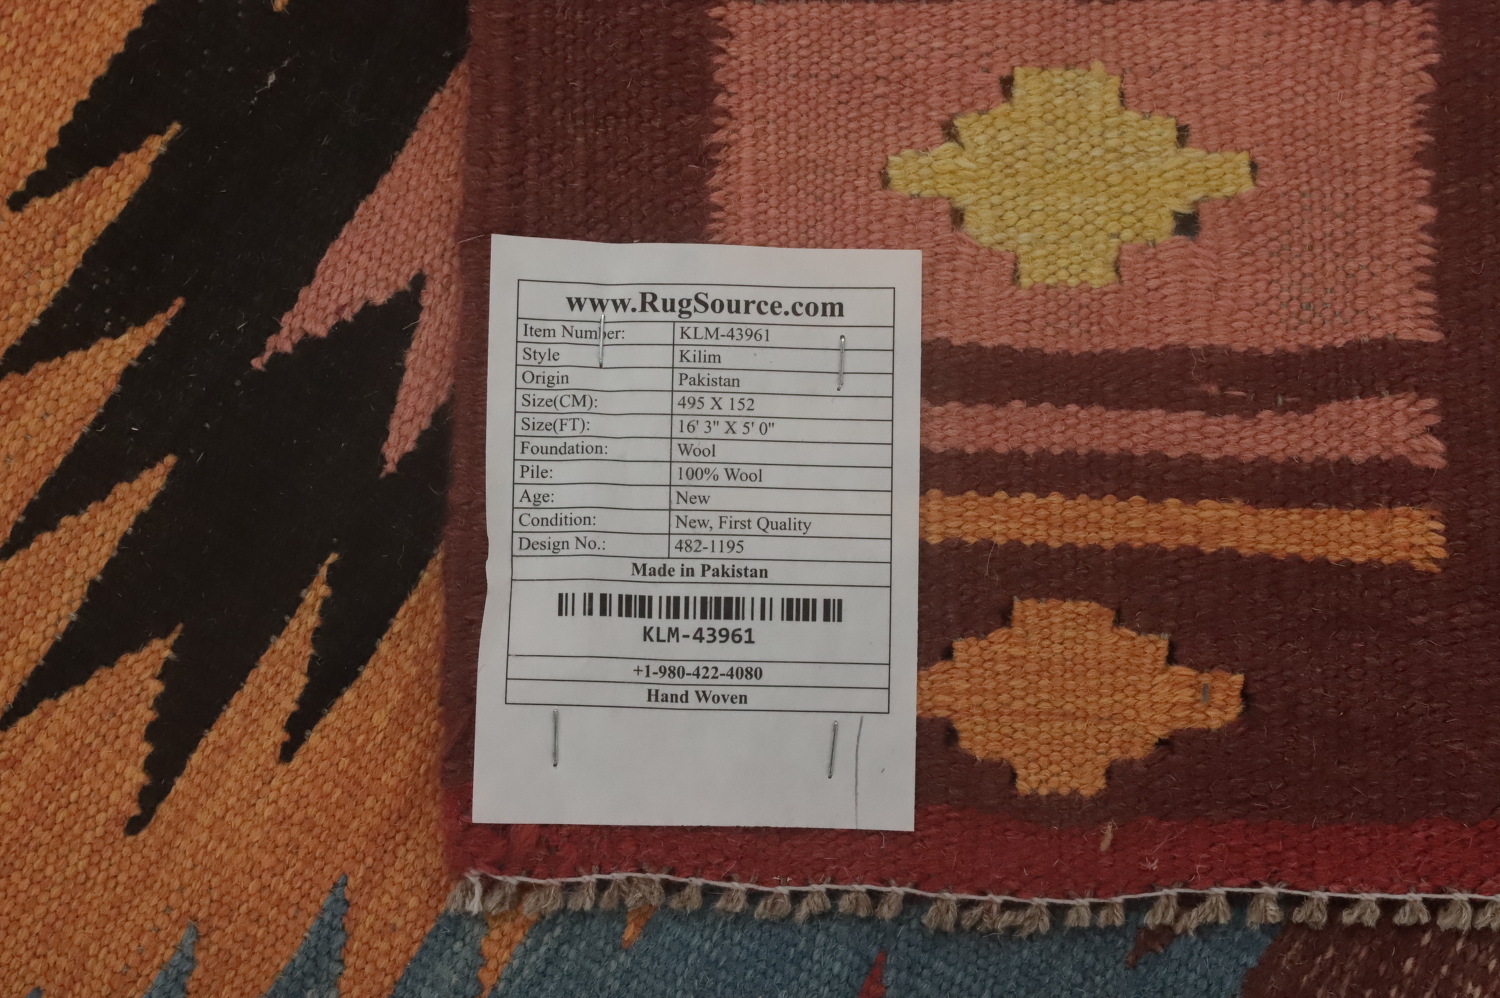 www.RugSource.com
Item Number: KLM-43961
Style Kilim
Origin Pakistan
Size(CM): 495 X 152
Size(FT): 16' 3" X 5' 0"
Foundation: Wool
Pile: 100% Wool
Age: New
Condition: New, First Quality
Design No.: 482-1195
Made in Pakistan
KLM-43961
+1-980-422-4080
Hand Woven